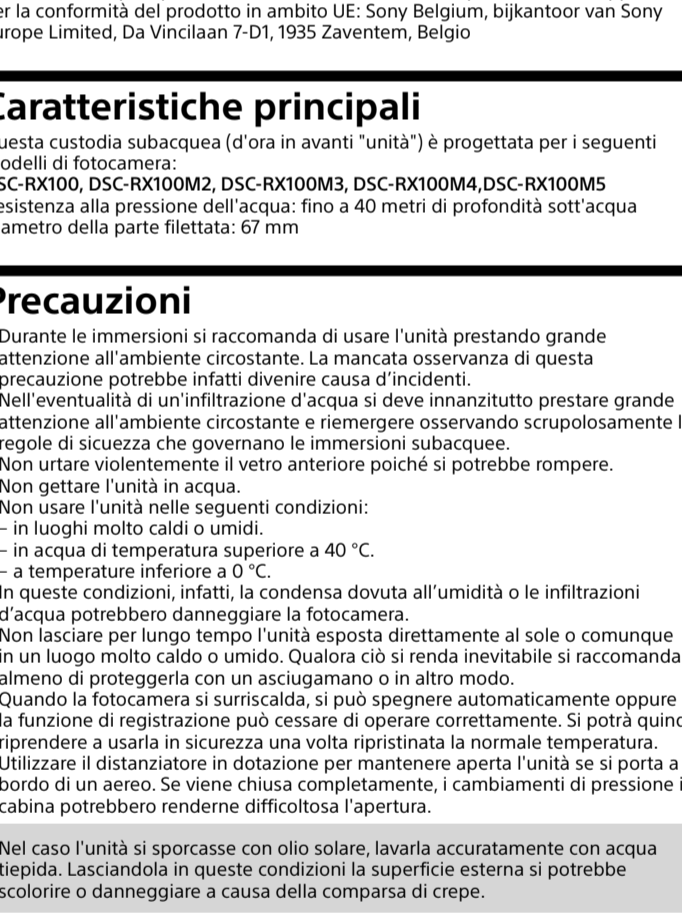 er la conformità del prodotto in ambito UE: Sony Belgium, bijkantoor van Sony
urope Limited, Da Vincilaan 7-D1, 1935 Zaventem, Belgio
Caratteristiche principali
uesta custodia subacquea (d'ora in avanti "unità") è progettata per i seguenti
odelli di fotocamera:
SC-RX100, DSC-RX100M2, DSC-RX100M3, DSC-RX100M4,DSC-RX100M5
esistenza alla pressione dell'acqua: fino a 40 metri di profondità sott'acqua
ametro della parte filettata: 67 mm
Precauzioni
Durante le immersioni si raccomanda di usare l'unità prestando grande
attenzione all'ambiente circostante. La mancata osservanza di questa
precauzione potrebbe infatti divenire causa d’incidenti.
Nell'eventualità di un'infiltrazione d'acqua si deve innanzitutto prestare grande
attenzione all'ambiente circostante e riemergere osservando scrupolosamente l
regole di sicuezza che governano le immersioni subacquee.
Non urtare violentemente il vetro anteriore poiché si potrebbe rompere.
Non gettare l'unità in acqua.
Non usare l'unità nelle seguenti condizioni:
– in luoghi molto caldi o umidi.
– in acqua di temperatura superiore a 40 °C.
– a temperature inferiore a 0 °C.
In queste condizioni, infatti, la condensa dovuta all’umidità o le infiltrazioni
d’acqua potrebbero danneggiare la fotocamera.
Non lasciare per lungo tempo l'unità esposta direttamente al sole o comunque
in un luogo molto caldo o umido. Qualora ciò si renda inevitabile si raccomanda
almeno di proteggerla con un asciugamano o in altro modo.
Quando la fotocamera si surriscalda, si può spegnere automaticamente oppure
la funzione di registrazione può cessare di operare correttamente. Si potrà quind
riprendere a usarla in sicurezza una volta ripristinata la normale temperatura.
Utilizzare il distanziatore in dotazione per mantenere aperta l'unità se si porta a
bordo di un aereo. Se viene chiusa completamente, i cambiamenti di pressione i
cabina potrebbero renderne difficoltosa l'apertura.
Nel caso l'unità si sporcasse con olio solare, lavarla accuratamente con acqua
tiepida. Lasciandola in queste condizioni la superficie esterna si potrebbe
scolorire o danneggiare a causa della comparsa di crepe.